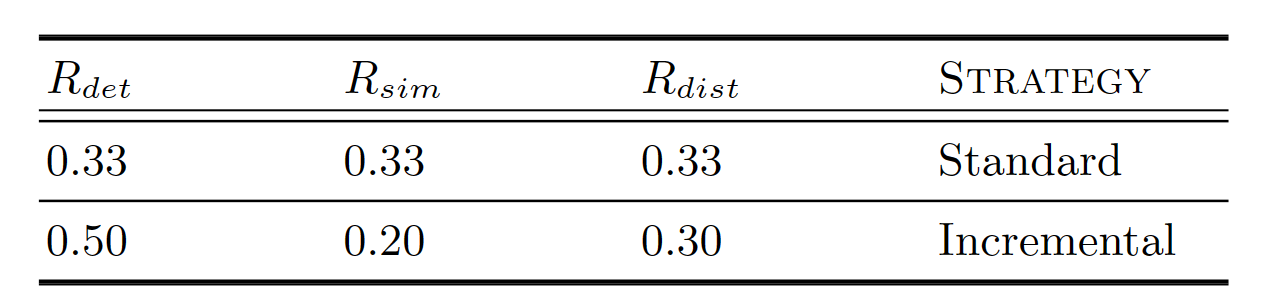 R_det R_sim R_dist STRATEGY
0.33 0.33 0.33 Standard
0.50 0.20 0.30 Incremental